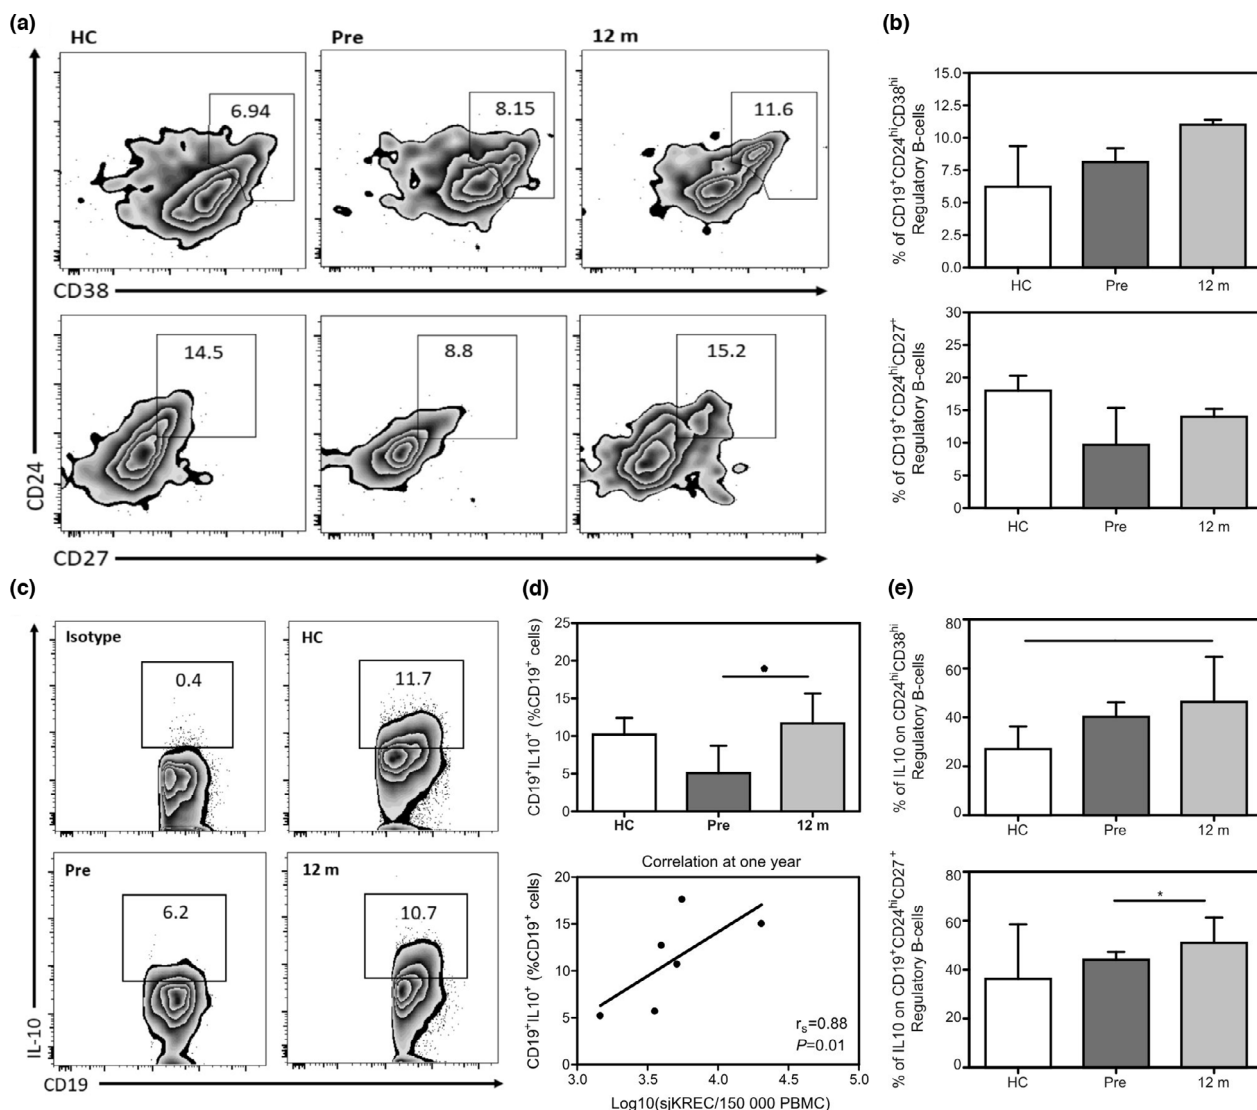 (a)
HC
Pre
12 m
6.94
8.15
11.6
CD38
14.5
8.8
15.2
CD24
CD27
(b)
% of CD19+CD24hiCD38hi
Regulatory B-cells
15.0
12.5
10.0
7.5
5.0
2.5
0.0
HC
Pre
12 m
% of CD19+CD24hiCD27+
Regulatory B-cells
30
25
20
15
10
5
0
HC
Pre
12 m
(c)
Isotype
HC
0.4
11.7
Pre
12 m
6.2
10.7
IL-10
CD19
(d)
CD19+IL10+ (%CD19+ cells)
25
20
15
10
5
0
HC
Pre
12 m
Correlation at one year
CD19+IL10+ (%CD19+ cells)
20
15
10
5
0
rs=0.88
P=0.01
3.0
3.5
4.0
4.5
5.0
Log10(sjKREC/150 000 PBMC)
(e)
% of IL10 on CD24hiCD38hi
Regulatory B-cells
80
60
40
20
0
HC
Pre
12 m
% of IL10 on CD19+CD24hiCD27+
Regulatory B-cells
80
60
40
20
0
*
HC
Pre
12 m